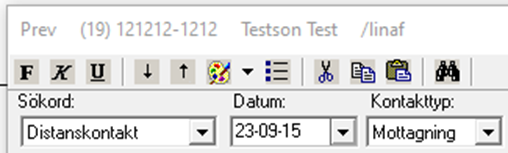 Prev (19) 121212-1212 Testson Test /linaf
F K U
Sökord: Datum: Kontakttyp:
Distanskontakt 23-09-15 Mottagning